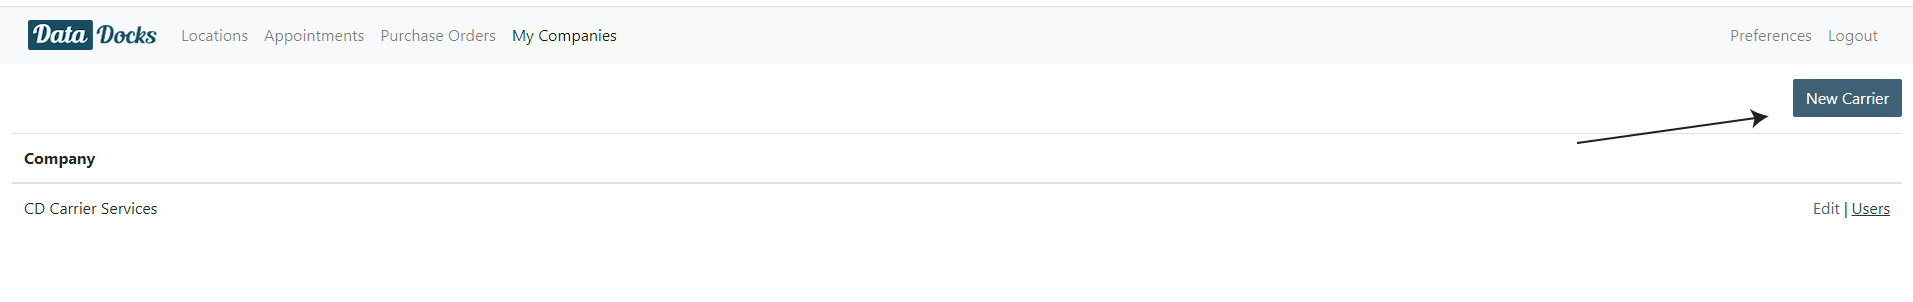 Data Docks Locations Appointments Purchase Orders My Companies Preferences Logout
New Carrier
Company
CD Carrier Services Edit | Users